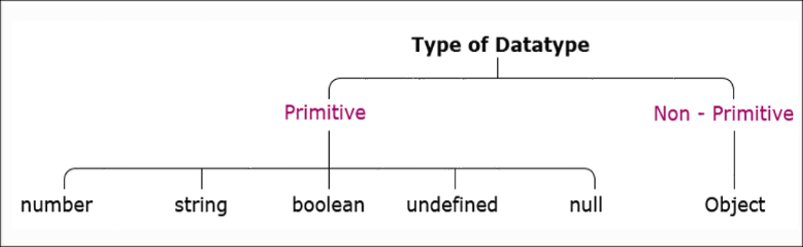 Type of Datatype
Primitive
Non - Primitive
number
string
boolean
undefined
null
Object